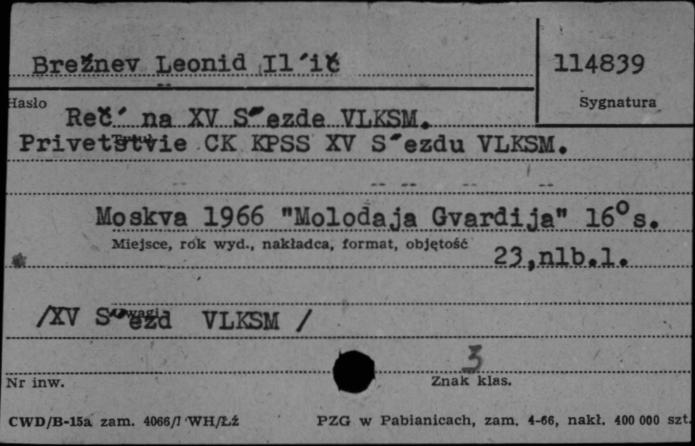 Brežnev Leonid Il´ič
114839
Hasło
Sygnatura
Reč´ na XV S˝ezde VLKSM.
Privetstvie CK KPSS XV S˝ezdu VLKSM.
Moskva 1966 "Molodaja Gvardija" 16° s.
Miejsce, rok wyd., nakładca, format, objętość
23,nlb.1.
Uwagi
/XV S˝ezd VLKSM /
3
Nr inw.
Znak klas.
CWD/B-15a zam. 4066/7 WH/Łź
PZG w Pabianicach, zam. 4-66, nakł. 400 000 szt.